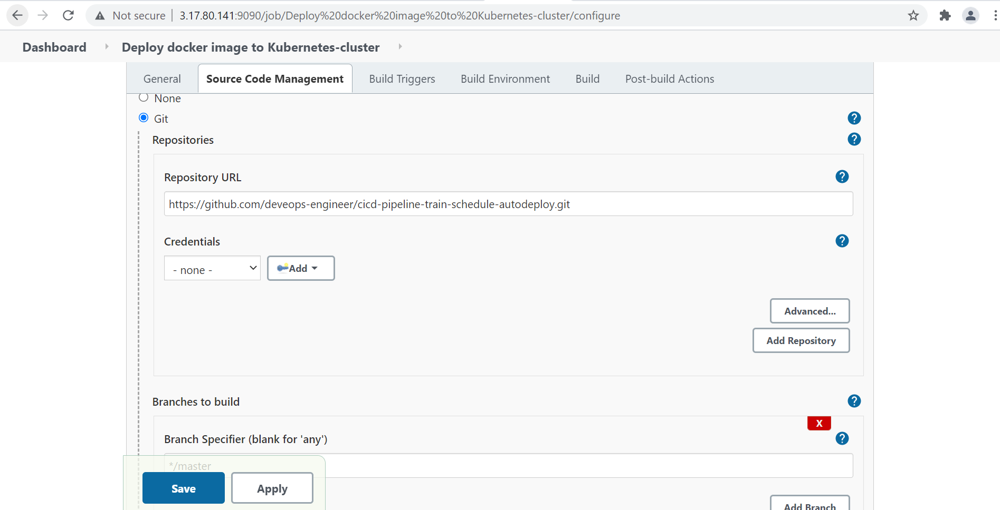 Not secure | 3.17.80.141:9090/job/Deploy%20docker%20image%20to%20Kubernetes-cluster/configure
Dashboard Deploy docker image to Kubernetes-cluster
General Source Code Management Build Triggers Build Environment Build Post-build Actions
None
Git ?
Repositories ?
Repository URL ?
https://github.com/deveops-engineer/cicd-pipeline-train-schedule-autodeploy.git
Credentials ?
- none - Add
Advanced...
Add Repository
Branches to build ?
X
Branch Specifier (blank for 'any') ?
*/master
Save Apply
Add Branch